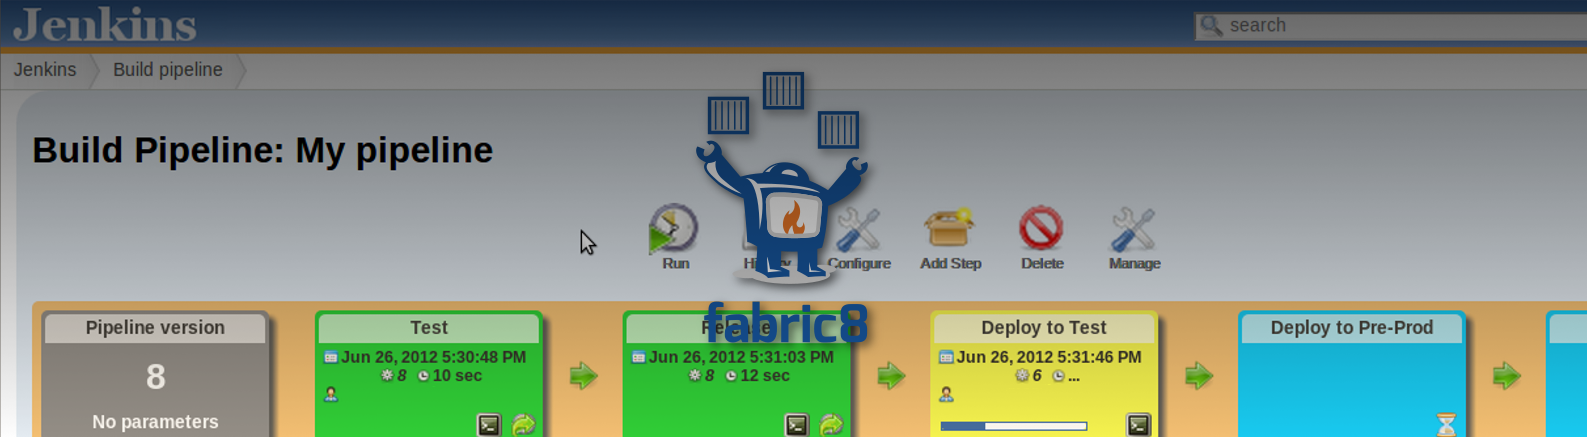 Jenkins
search
Jenkins
Build pipeline
Build Pipeline: My pipeline
Run
History
Configure
Add Step
Delete
Manage
fabric8
Pipeline version
8
No parameters
Test
Jun 26, 2012 5:30:48 PM
8 10 sec
Release
Jun 26, 2012 5:31:03 PM
8 12 sec
Deploy to Test
Jun 26, 2012 5:31:46 PM
6 ...
Deploy to Pre-Prod